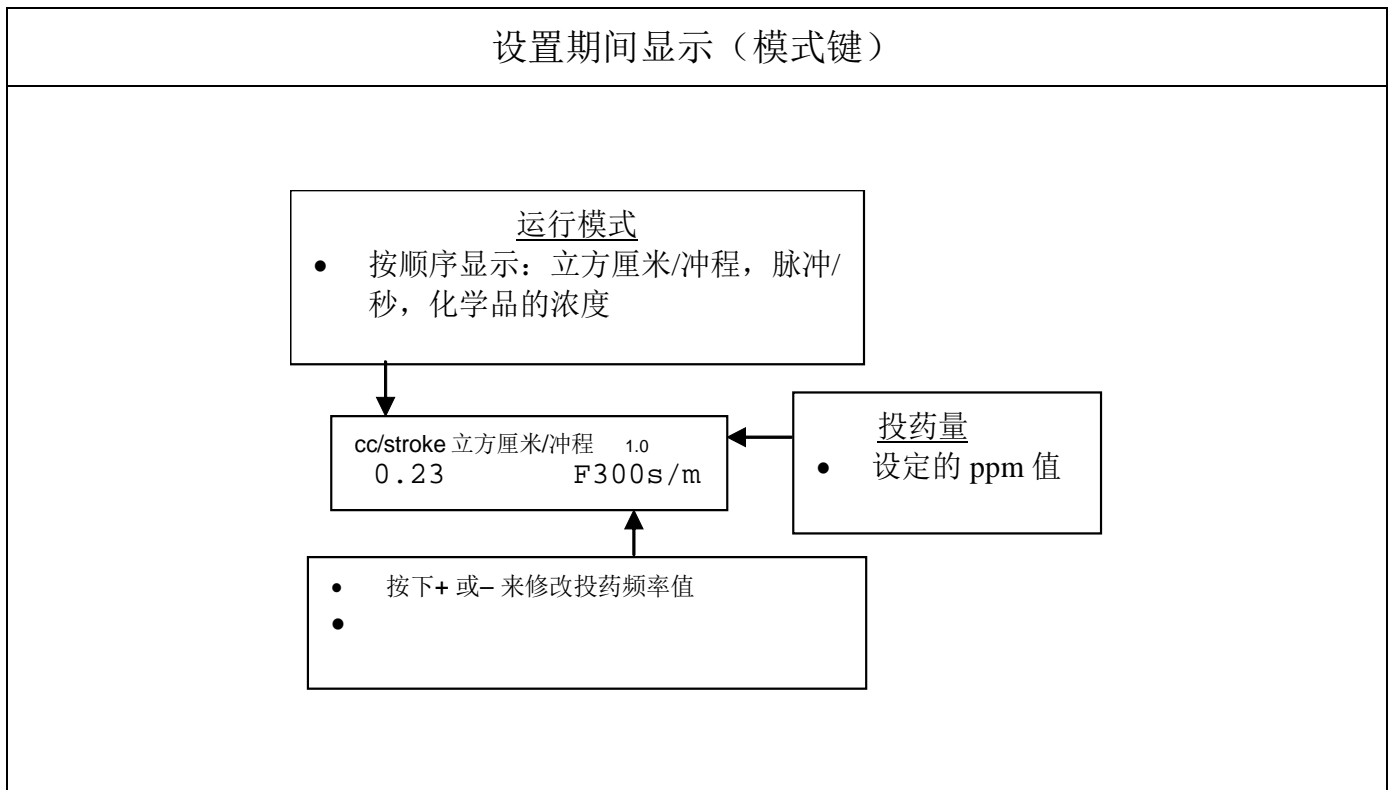 设置期间显示（模式键）
运行模式
● 按顺序显示：立方厘米/冲程，脉冲/
秒，化学品的浓度
cc/stroke 立方厘米/冲程 1.0
0.23 F300s/m
投药量
● 设定的 ppm 值
● 按下+ 或– 来修改投药频率值
●